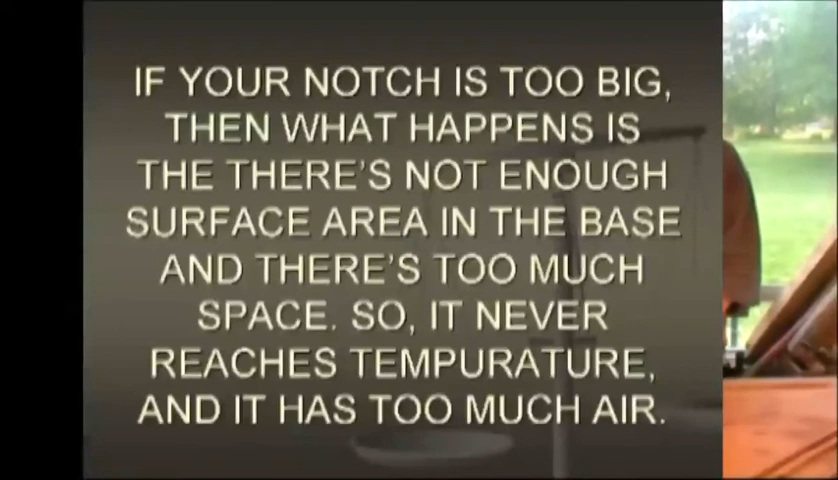 IF YOUR NOTCH IS TOO BIG,
THEN WHAT HAPPENS IS
THE THERE'S NOT ENOUGH
SURFACE AREA IN THE BASE
AND THERE'S TOO MUCH
SPACE. SO, IT NEVER
REACHES TEMPURATURE,
AND IT HAS TOO MUCH AIR.